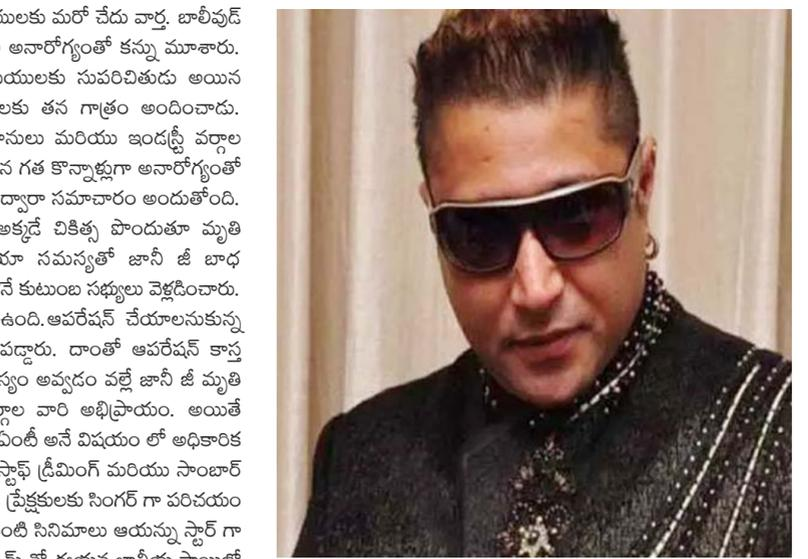 యులకు మరో చేదు వార్త. బాలీవుడ్
అనారోగ్యంతో కన్ను మూశారు.
మయులకు సుపరిచితుడు అయిన
లకు తన గాత్రం అందించాడు.
మానులు మరియు ఇండస్ట్రీ వర్గాల
న గత కొన్నాళ్లుగా అనారోగ్యంతో
ద్వారా సమాచారం అందుతోంది.
అక్కడే చికిత్స పొందుతూ మృతి
యా సమస్యతో జానీ జీ బాధ
నే కుటుంబ సభ్యులు వెళ్లడించారు.
ఉంది.ఆపరేషన్ చేయాలనుకున్న
పడ్డారు. దాంతో ఆపరేషన్ కాస్త
స్యం అవ్వడం వల్లే జానీ జీ మృతి
ర్గాల వారి అభిప్రాయం. అయితే
ఏంటీ అనే విషయం లో అధికారిక
స్టాఫ్ డ్రీమింగ్ మరియు సాంబార్
ప్రేక్షకులకు సింగర్ గా పరిచయం
ంటి సినిమాలు ఆయన్ను స్టార్ గా